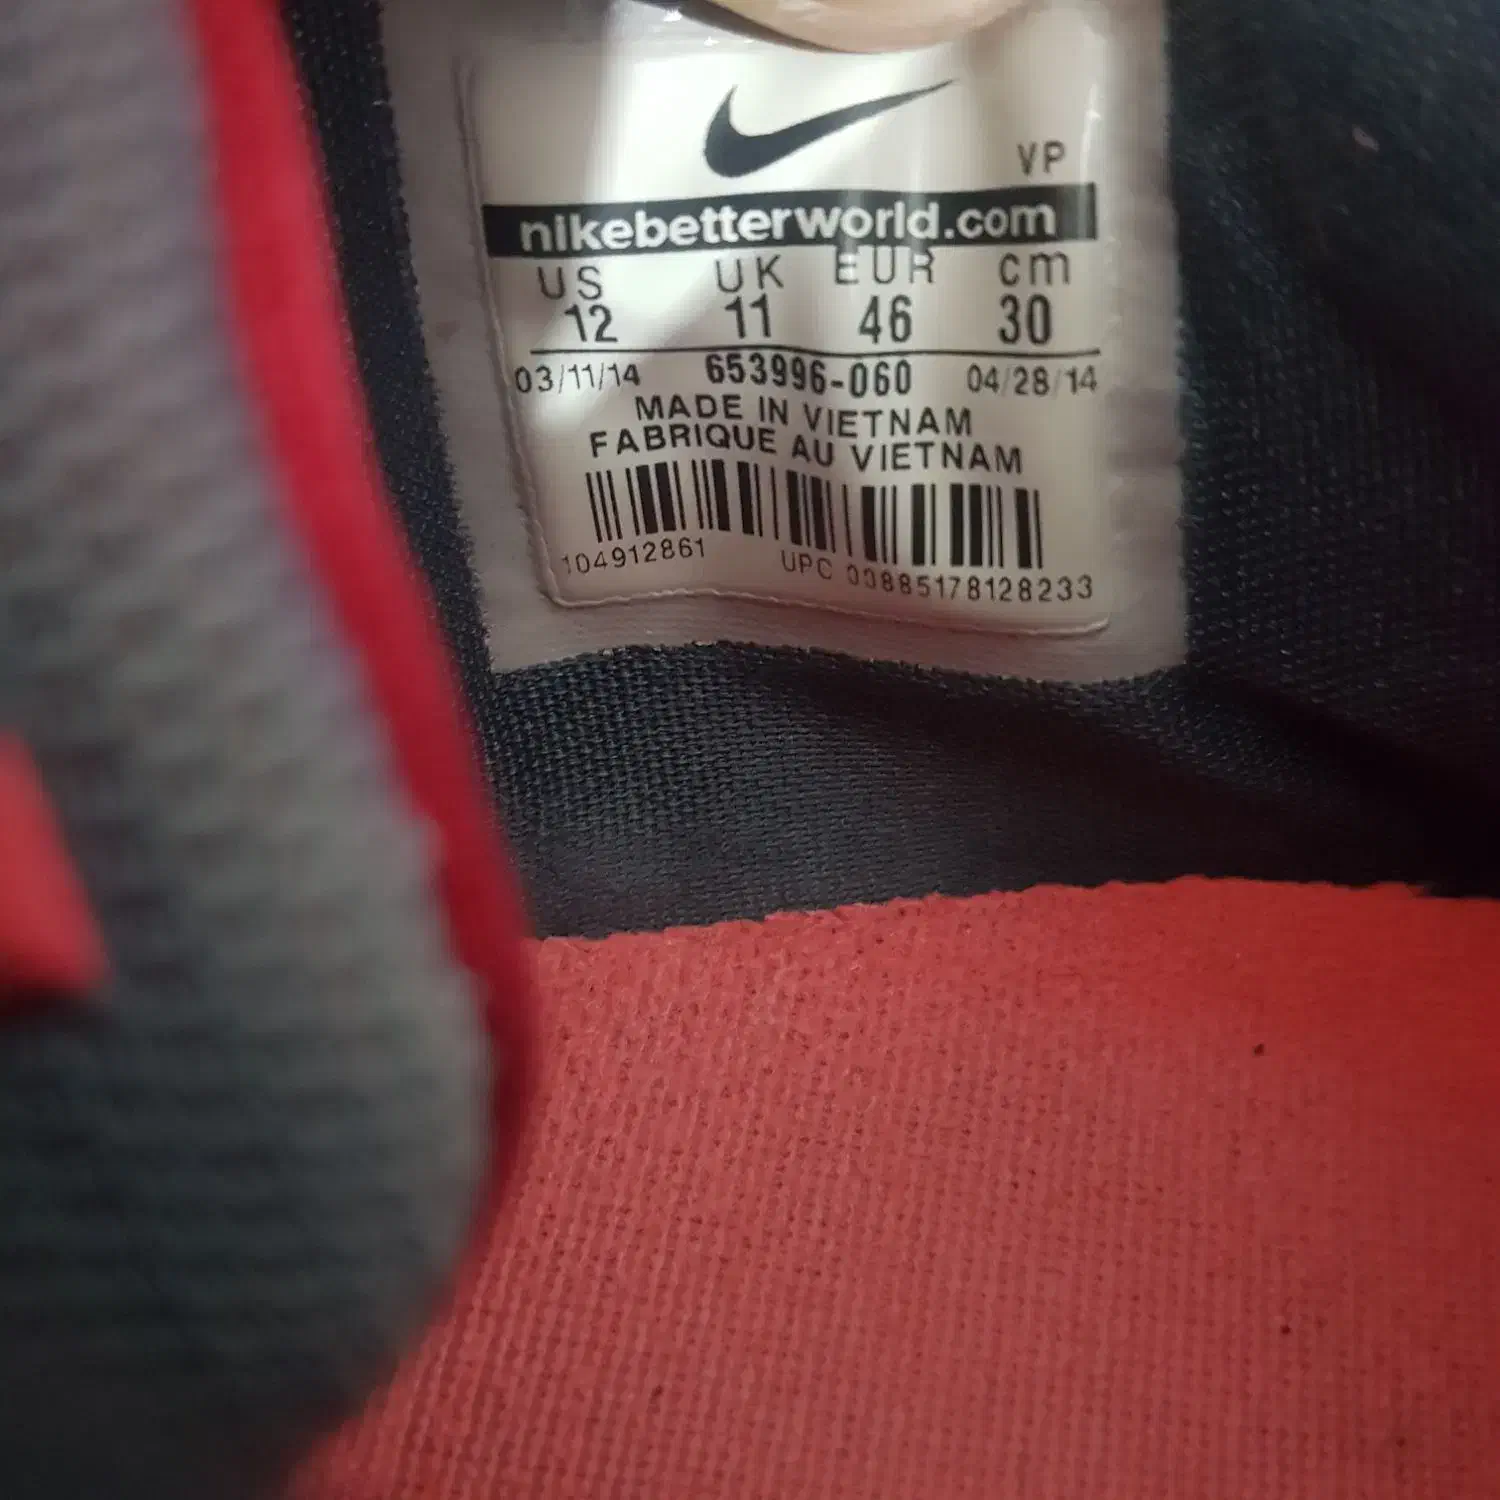 VP
nikebetterworld.com
US UK EUR cm
12 11 46 30
03/11/14 653996-060 04/28/14
MADE IN VIETNAM
FABRIQUE AU VIETNAM
104912861 UPC 00885178128233